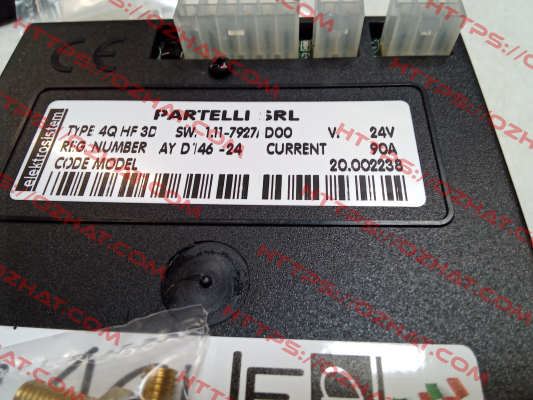 CE
PARTELLI SRL
elektrosistem
TYPE 4Q HF 3D SW. 1.11-7927/ D00 V. 24V
REG. NUMBER AY D146 -24 CURRENT 90A
CODE MODEL 20.002238
HTTPS://OZHAT.COM